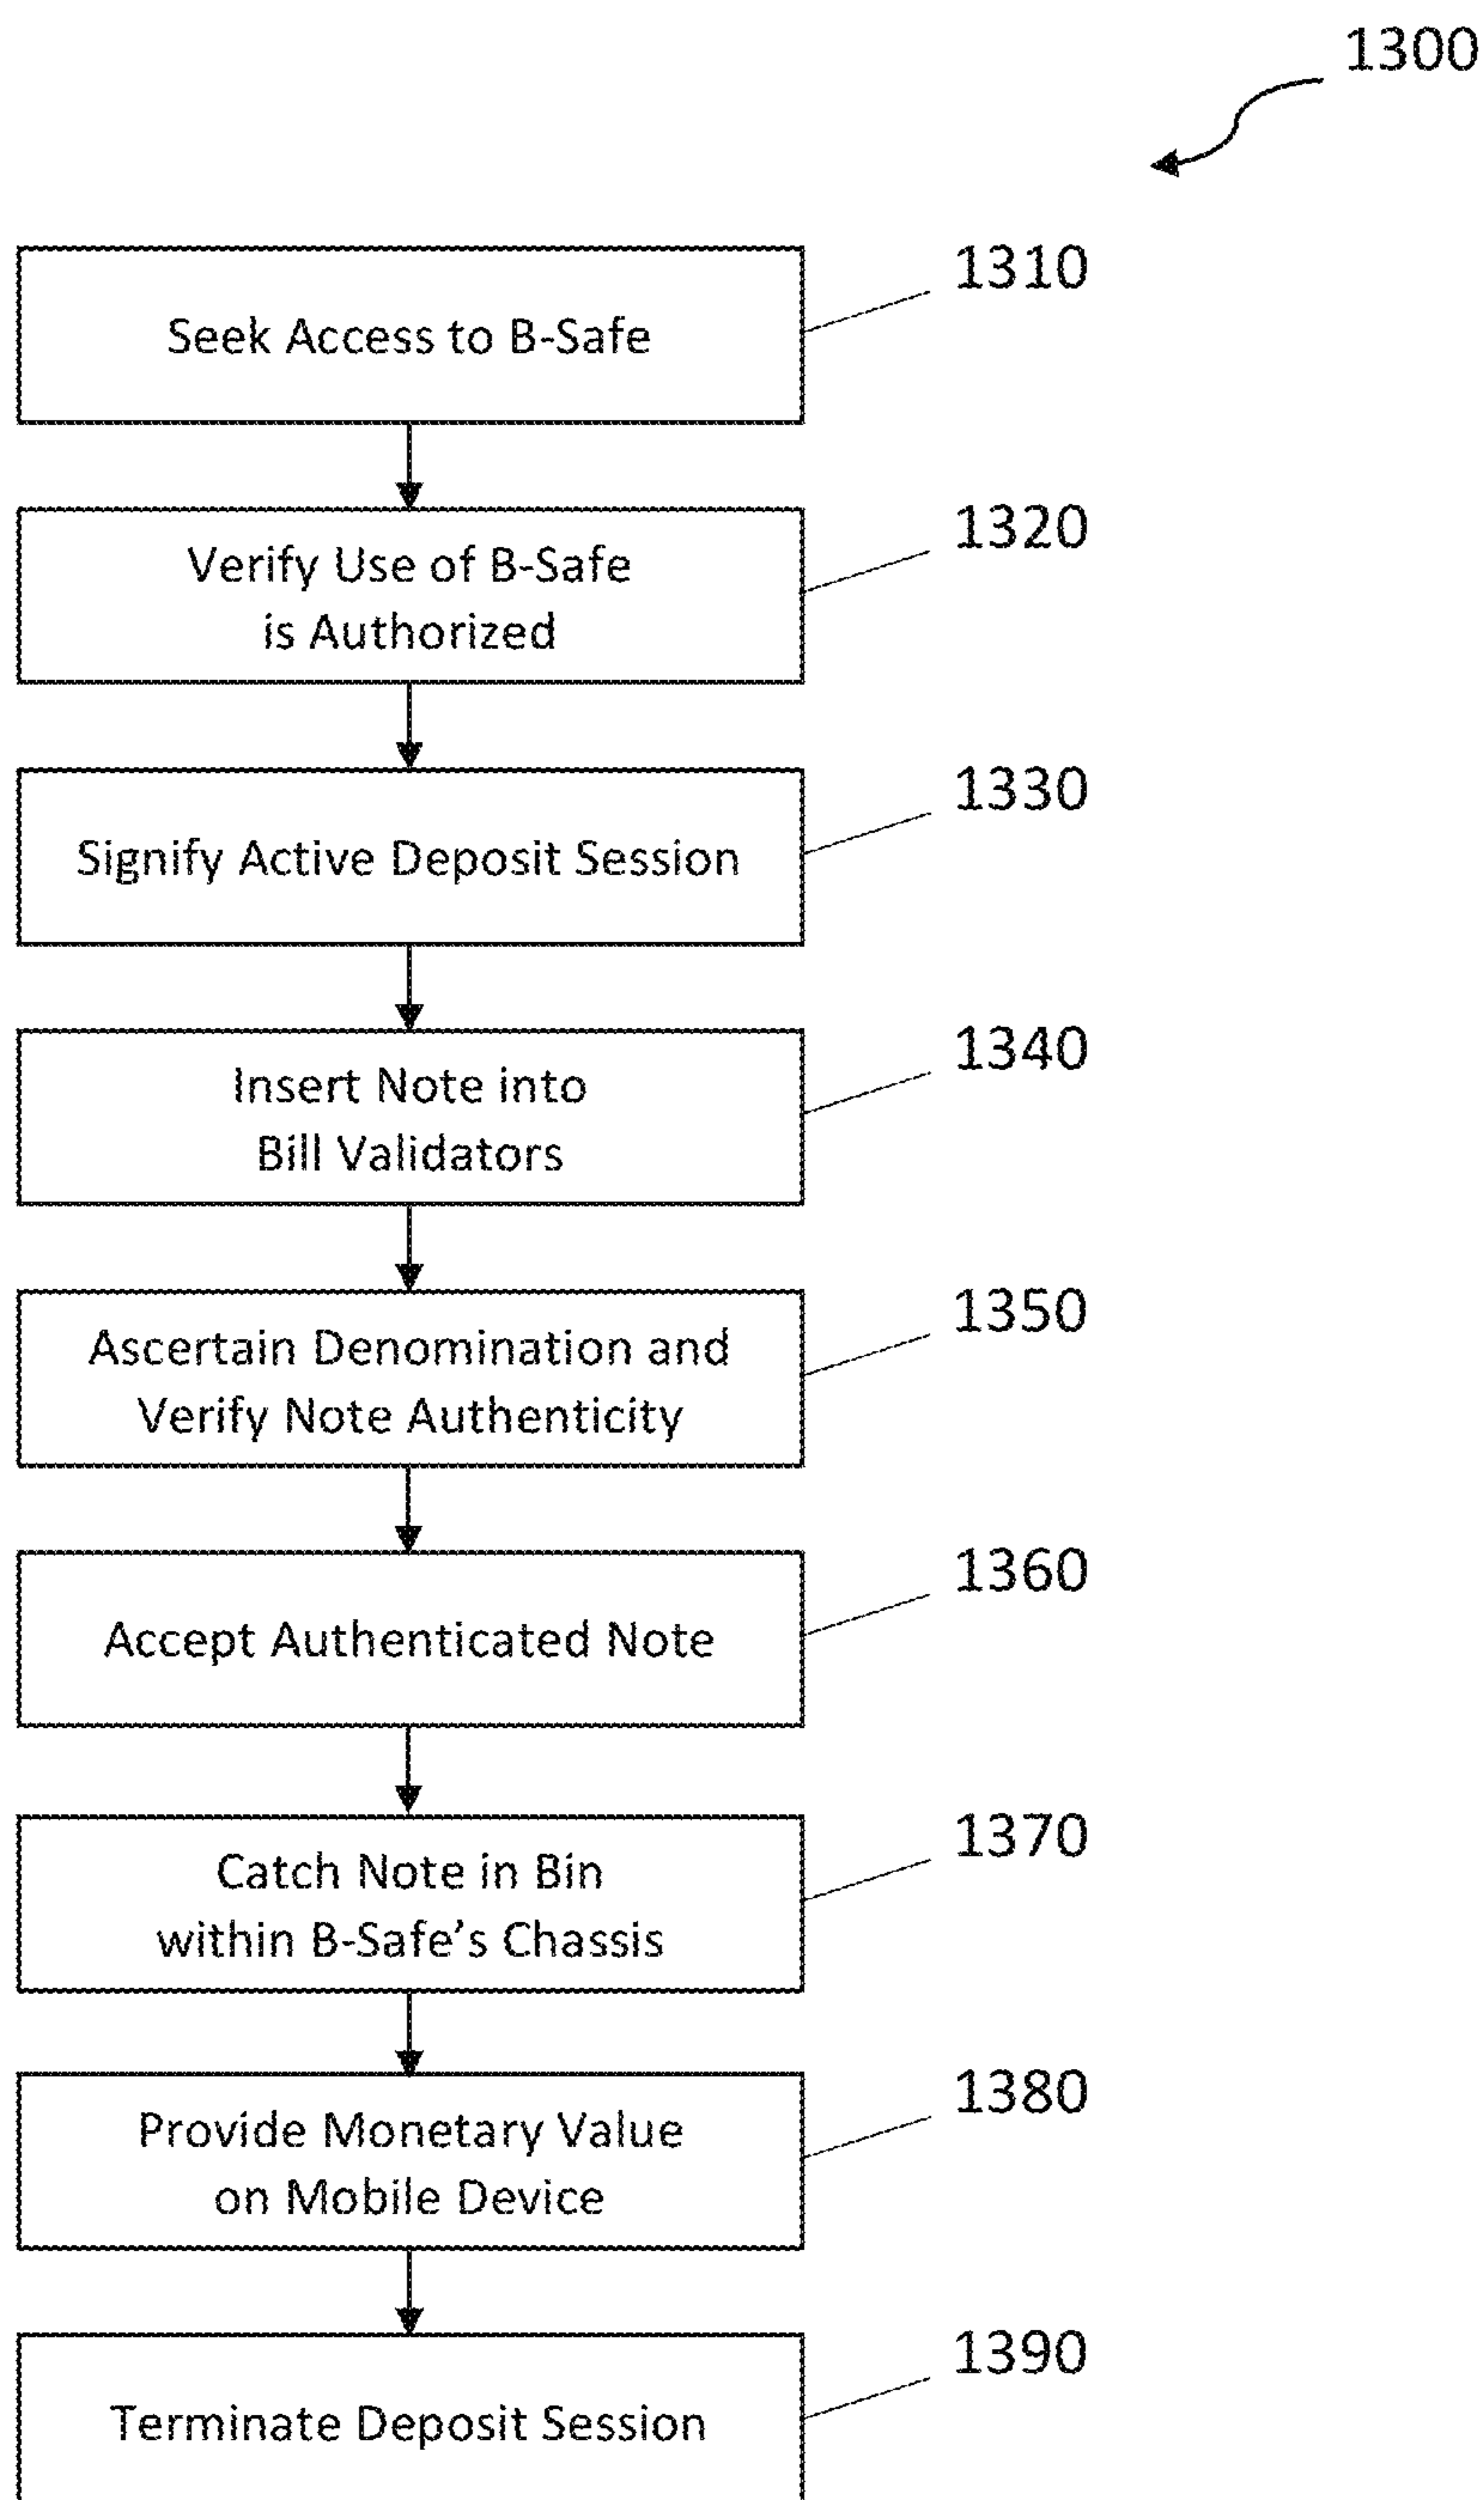 1300
1310
Seek Access to B-Safe
1320
Verify Use of B-Safe
is Authorized
1330
Signify Active Deposit Session
1340
Insert Note into
Bill Validators
1350
Ascertain Denomination and
Verify Note Authenticity
1360
Accept Authenticated Note
1370
Catch Note in Bin
within B-Safe’s Chassis
1380
Provide Monetary Value
on Mobile Device
1390
Terminate Deposit Session